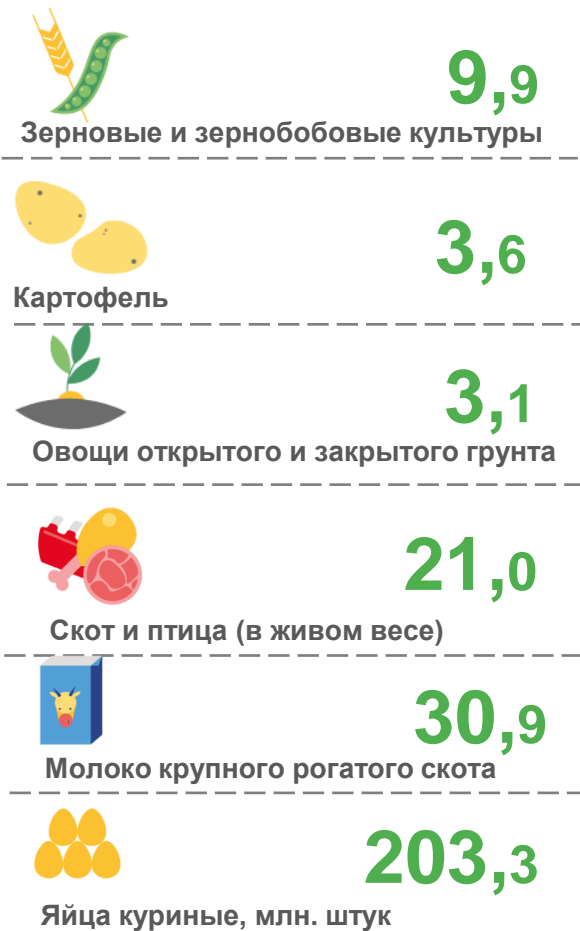 9,9
Зерновые и зернобобовые культуры
3,6
Картофель
3,1
Овощи открытого и закрытого грунта
21,0
Скот и птица (в живом весе)
30,9
Молоко крупного рогатого скота
203,3
Яйца куриные, млн. штук